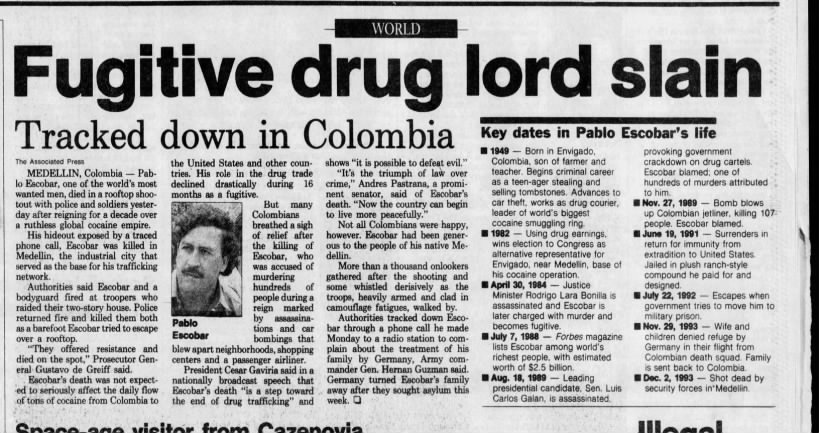 WORLD
Fugitive drug lord slain
Tracked down in Colombia
The Associated Press
MEDELLIN, Colombia — Pab-
lo Escobar, one of the world's most
wanted men, died in a rooftop shoo-
tout with police and soldiers yester-
day after reigning for a decade over
a ruthless global cocaine empire.
His hideout exposed by a traced
phone call, Escobar was killed in
Medellin, the industrial city that
served as the base for his trafficking
network.
Authorities said Escobar and a
bodyguard fired at troopers who
raided their two-story house. Police
returned fire and killed them both
as a barefoot Escobar tried to escape
over a rooftop.
"They offered resistance and
died on the spot," Prosecutor Gen-
eral Gustavo de Greiff said.
Escobar's death was not expect-
ed to seriously affect the daily flow
of tons of cocaine from Colombia to
the United States and other coun-
tries. His role in the drug trade
declined drastically during 16
months as a fugitive.
But many
Colombians
breathed a sigh
of relief after
the killing of
Escobar, who
was accused of
murdering
hundreds of
people during a
reign marked
by assassina-
tions and car
bombings that
Pablo
Escobar
blew apart neighborhoods, shopping
centers and a passenger airliner.
President Cesar Gaviria said in a
nationally broadcast speech that
Escobar's death "is a step toward
the end of drug trafficking" and
shows "it is possible to defeat evil."
"It's the triumph of law over
crime," Andres Pastrana, a promi-
nent senator, said of Escobar's
death. "Now the country can begin
to live more peacefully."
Not all Colombians were happy,
however. Escobar had been gener-
ous to the people of his native Me-
dellin.
More than a thousand onlookers
gathered after the shooting and
some whistled derisively as the
troops, heavily armed and clad in
camouflage fatigues, walked by.
Authorities tracked down Esco-
bar through a phone call he made
Monday to a radio station to com-
plain about the treatment of his
family by Germany, Army com-
mander Gen. Hernan Guzman said.
Germany turned Escobar's family
away after they sought asylum this
week. ❑
Key dates in Pablo Escobar's life
■ 1949 — Born in Envigado,
Colombia, son of farmer and
teacher. Begins criminal career
as a teen-ager stealing and
selling tombstones. Advances to
car theft, works as drug courier,
leader of world's biggest
cocaine smuggling ring.
■ 1982 — Using drug earnings,
wins election to Congress as
alternative representative for
Envigado, near Medellin, base of
his cocaine operation.
■ April 30, 1984 — Justice
Minister Rodrigo Lara Bonilla is
assassinated and Escobar is
later charged with murder and
becomes fugitive.
■ July 7, 1988 — Forbes magazine
lists Escobar among world's
richest people, with estimated
worth of $2.5 billion.
■ Aug. 18, 1989 — Leading
presidential candidate, Sen. Luis
Carlos Galan, is assassinated,
provoking government
crackdown on drug cartels.
Escobar blamed; one of
hundreds of murders attributed
to him.
■ Nov. 27, 1989 — Bomb blows
up Colombian jetliner, killing 107
people. Escobar blamed.
■ June 19, 1991 — Surrenders in
return for immunity from
extradition to United States.
Jailed in plush ranch-style
compound he paid for and
designed.
■ July 22, 1992 — Escapes when
government tries to move him to
military prison.
■ Nov. 29, 1993 — Wife and
children denied refuge by
Germany in their flight from
Colombian death squad. Family
is sent back to Colombia.
■ Dec. 2, 1993 — Shot dead by
security forces in Medellin.
Space-age visitor from Cazenovia
Illegal